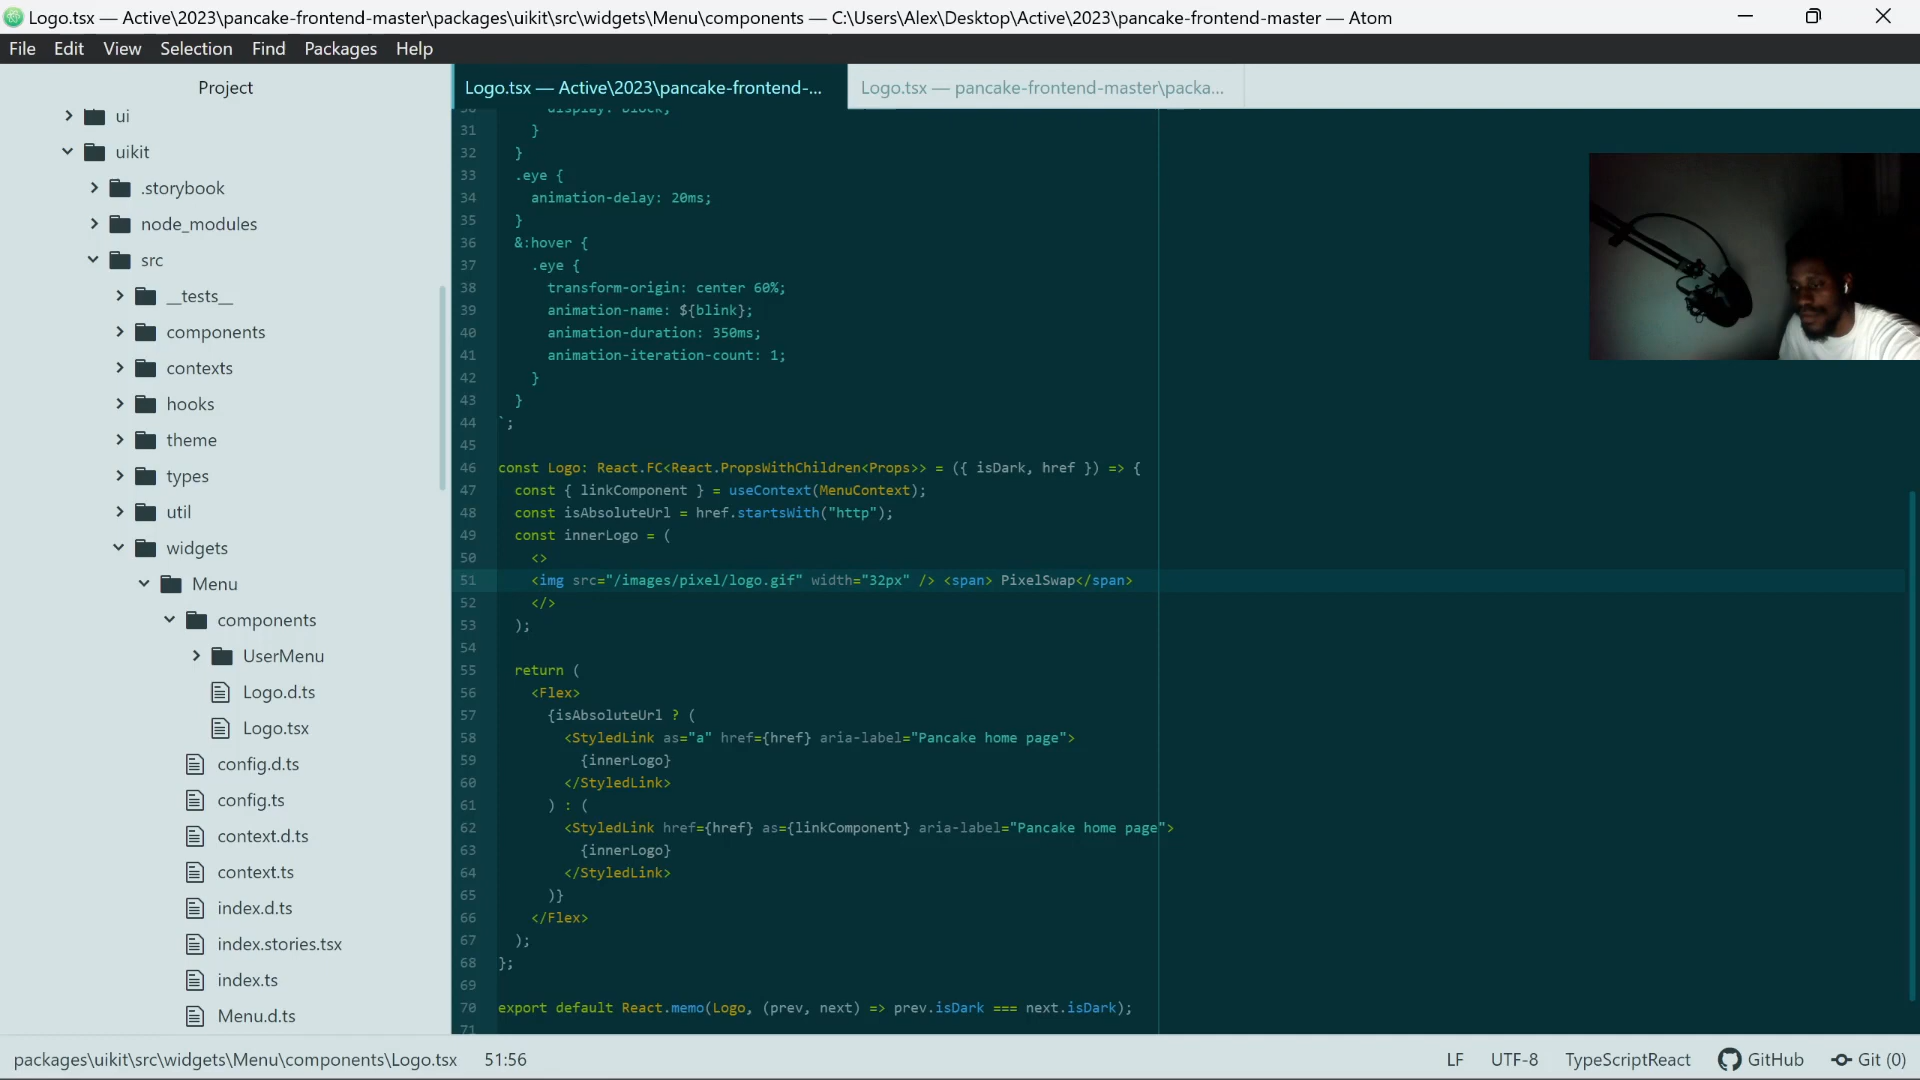 Logo.tsx — Active\2023\pancake-frontend-master\packages\uikit\src\widgets\Menu\components — C:\Users\Alex\Desktop\Active\2023\pancake-frontend-master — Atom
File Edit View Selection Find Packages Help
Project
ui
uikit
.storybook
node_modules
src
__tests__
components
contexts
hooks
theme
types
util
widgets
Menu
components
UserMenu
Logo.d.ts
Logo.tsx
config.d.ts
config.ts
context.d.ts
context.ts
index.d.ts
index.stories.tsx
index.ts
Menu.d.ts
Logo.tsx — Active\2023\pancake-frontend-... Logo.tsx — pancake-frontend-master\packa...
30 display: block;
31 }
32 }
33 .eye {
34 animation-delay: 20ms;
35 }
36 &:hover {
37 .eye {
38 transform-origin: center 60%;
39 animation-name: ${blink};
40 animation-duration: 350ms;
41 animation-iteration-count: 1;
42 }
43 }
44 `;
45
46 const Logo: React.FC<React.PropsWithChildren<Props>> = ({ isDark, href }) => {
47 const { linkComponent } = useContext(MenuContext);
48 const isAbsoluteUrl = href.startsWith("http");
49 const innerLogo = (
50 <>
51 <img src="/images/pixel/logo.gif" width="32px" /> <span> PixelSwap</span>
52 </>
53 );
54
55 return (
56 <Flex>
57 {isAbsoluteUrl ? (
58 <StyledLink as="a" href={href} aria-label="Pancake home page">
59 {innerLogo}
60 </StyledLink>
61 ) : (
62 <StyledLink href={href} as={linkComponent} aria-label="Pancake home page">
63 {innerLogo}
64 </StyledLink>
65 )}
66 </Flex>
67 );
68 };
69
70 export default React.memo(Logo, (prev, next) => prev.isDark === next.isDark);
71
packages\uikit\src\widgets\Menu\components\Logo.tsx 51:56 LF UTF-8 TypeScriptReact GitHub Git (0)